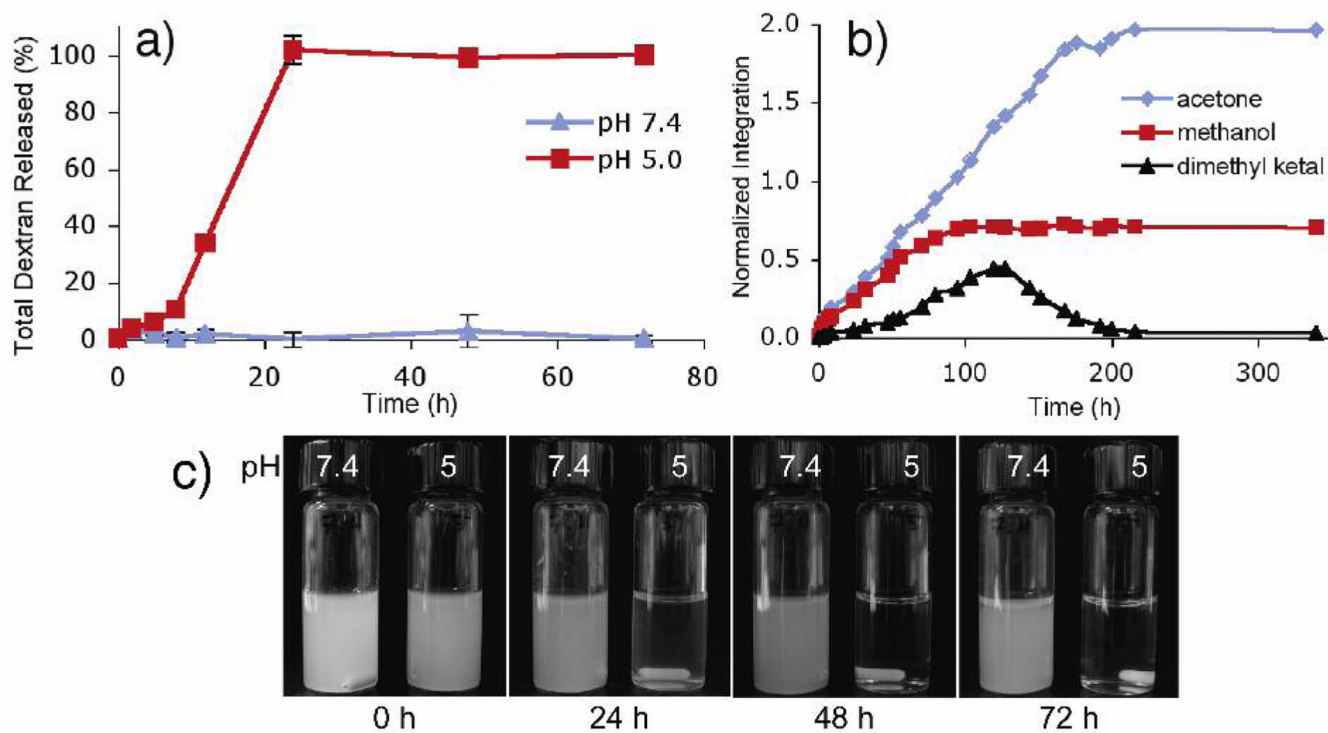 a)
Total Dextran Released (%)
100
80
60
40
20
0
pH 7.4
pH 5.0
0 20 40 60 80
Time (h)
b)
Normalized Integration
2.0
1.5
1.0
0.5
0.0
acetone
methanol
dimethyl ketal
0 100 200 300
Time (h)
c)
pH 7.4 5 7.4 5 7.4 5 7.4 5
0 h 24 h 48 h 72 h